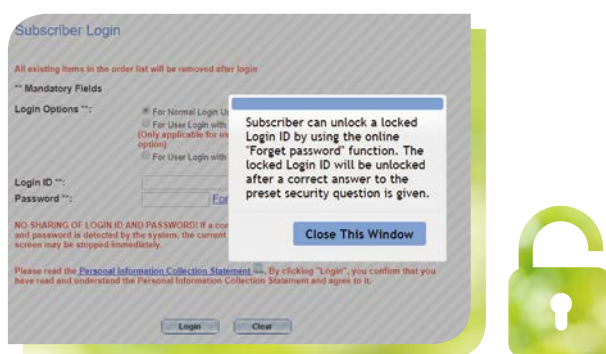 Subscriber Login
All existing items in the order list will be removed after login
** Mandatory Fields
Login Options **:
For Normal Login
For User Login with
(Only applicable for
option)
For User Login with
Login ID **:
Password **:
Subscriber can unlock a locked
Login ID by using the online
"Forget password" function. The
locked Login ID will be unlocked
after a correct answer to the
preset security question is given.
Close This Window
NO SHARING OF LOGIN ID AND PASSWORD! If a
and password is detected by the system, the current
screen may be stopped immediately.
Please read the Personal Information Collection Statement . By clicking "Login", you confirm that you
have read and understand the Personal Information Collection Statement and agree to it.
Login Clear